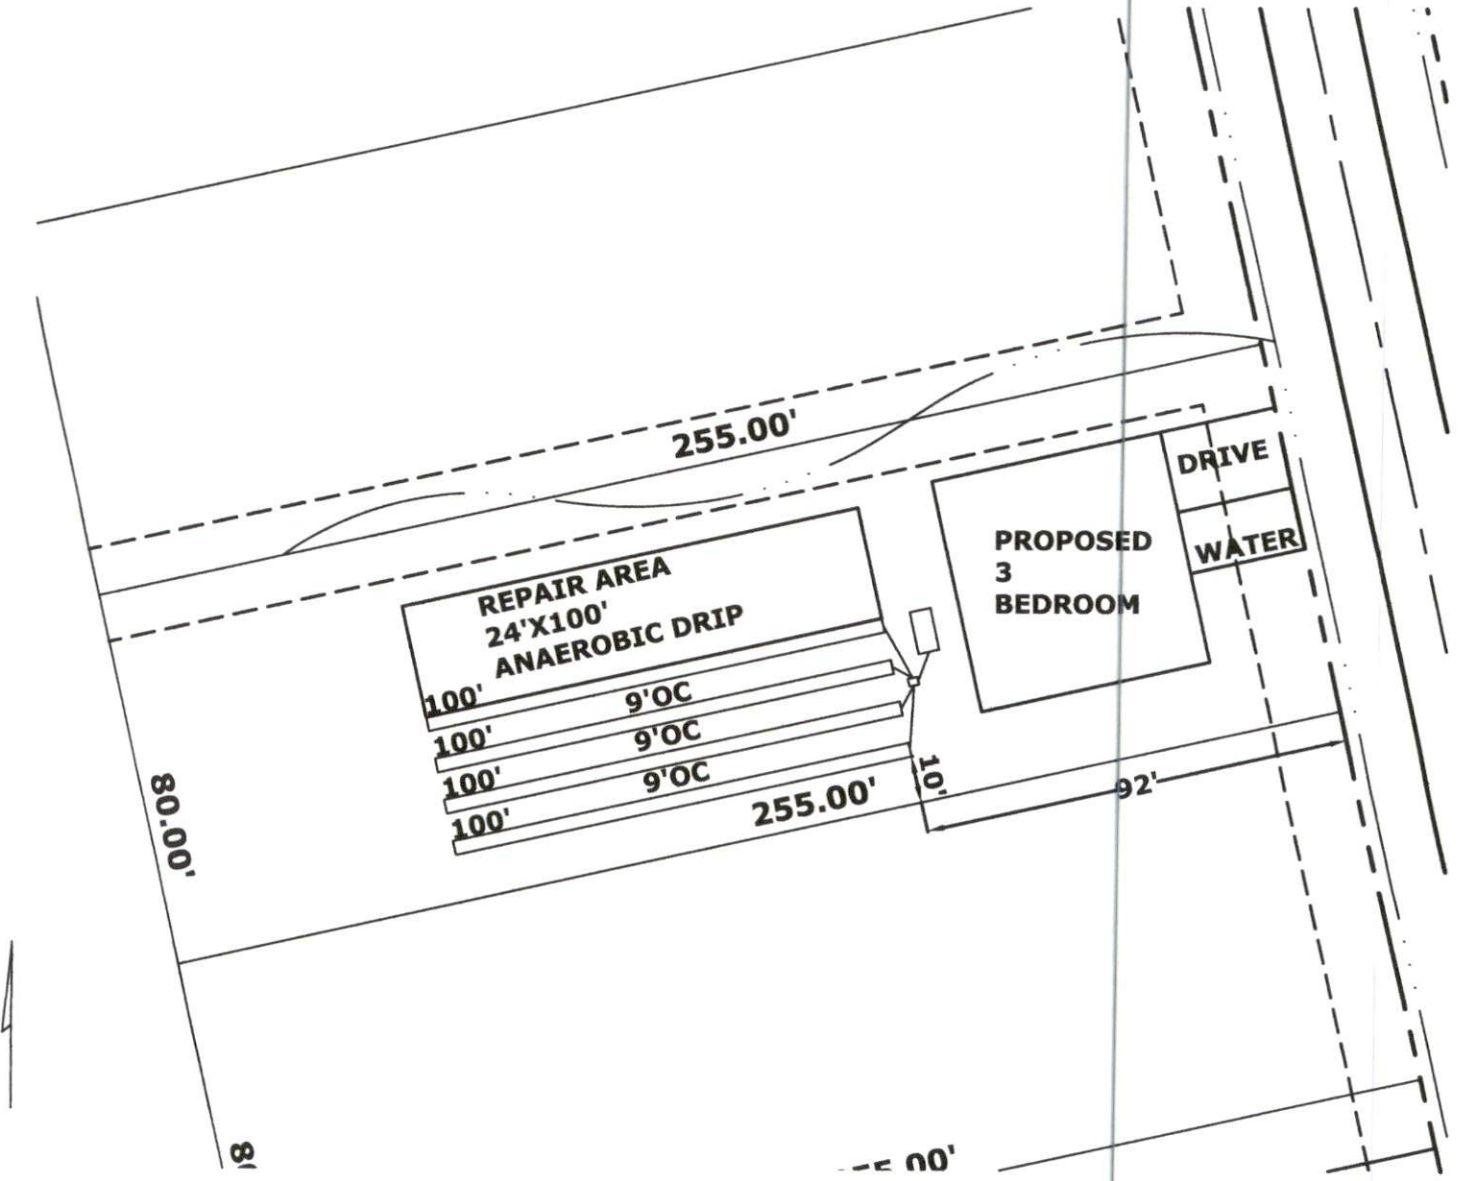 255.00'
DRIVE
WATER
PROPOSED
3
BEDROOM
REPAIR AREA
24'X100'
ANAEROBIC DRIP
100'
9'OC
100'
9'OC
100'
9'OC
100'
255.00'
10'
92'
80.00'